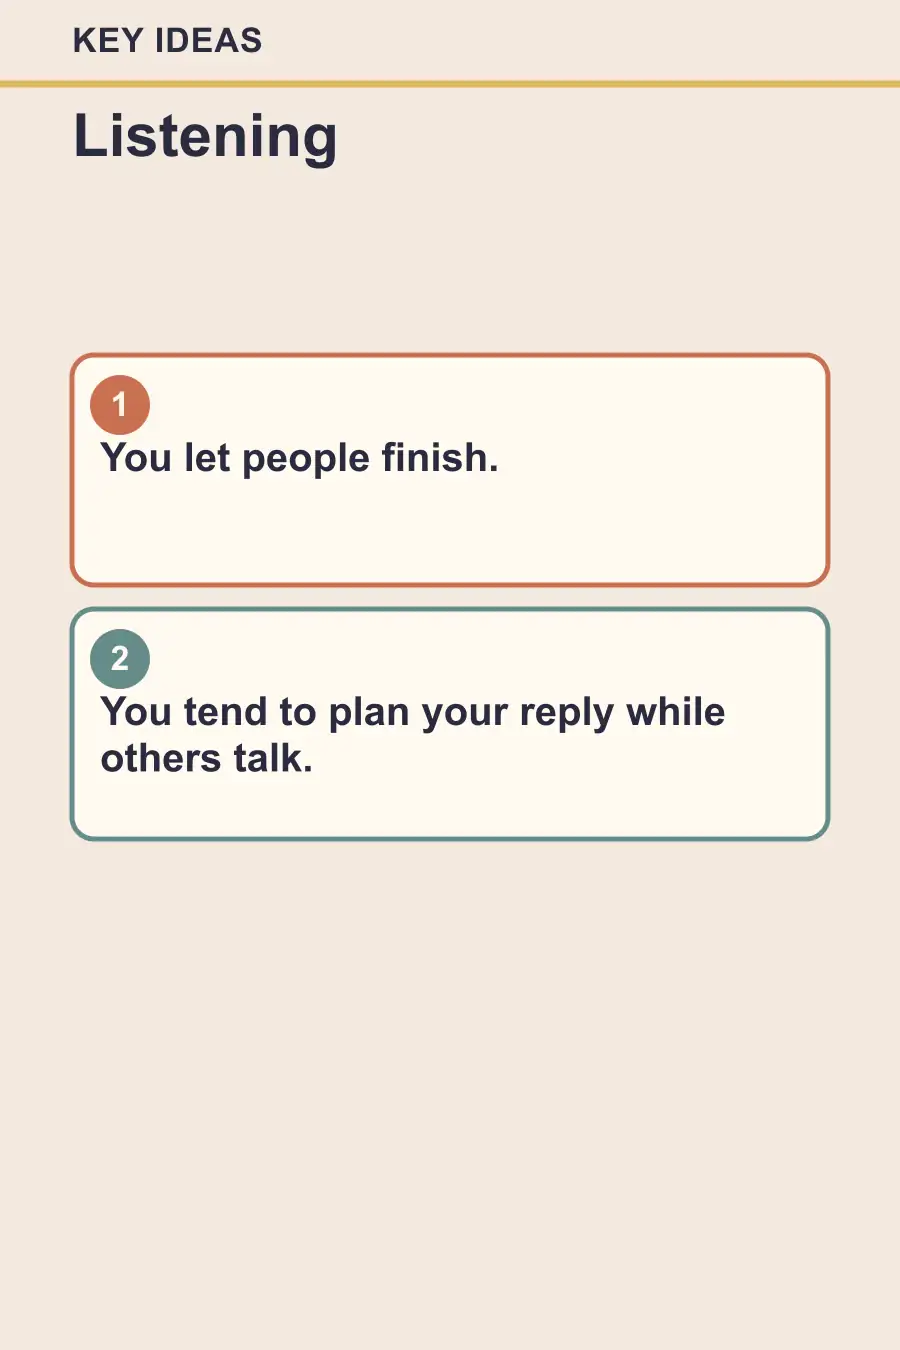 KEY IDEAS
Listening
1
You let people finish.
2
You tend to plan your reply while
others talk.